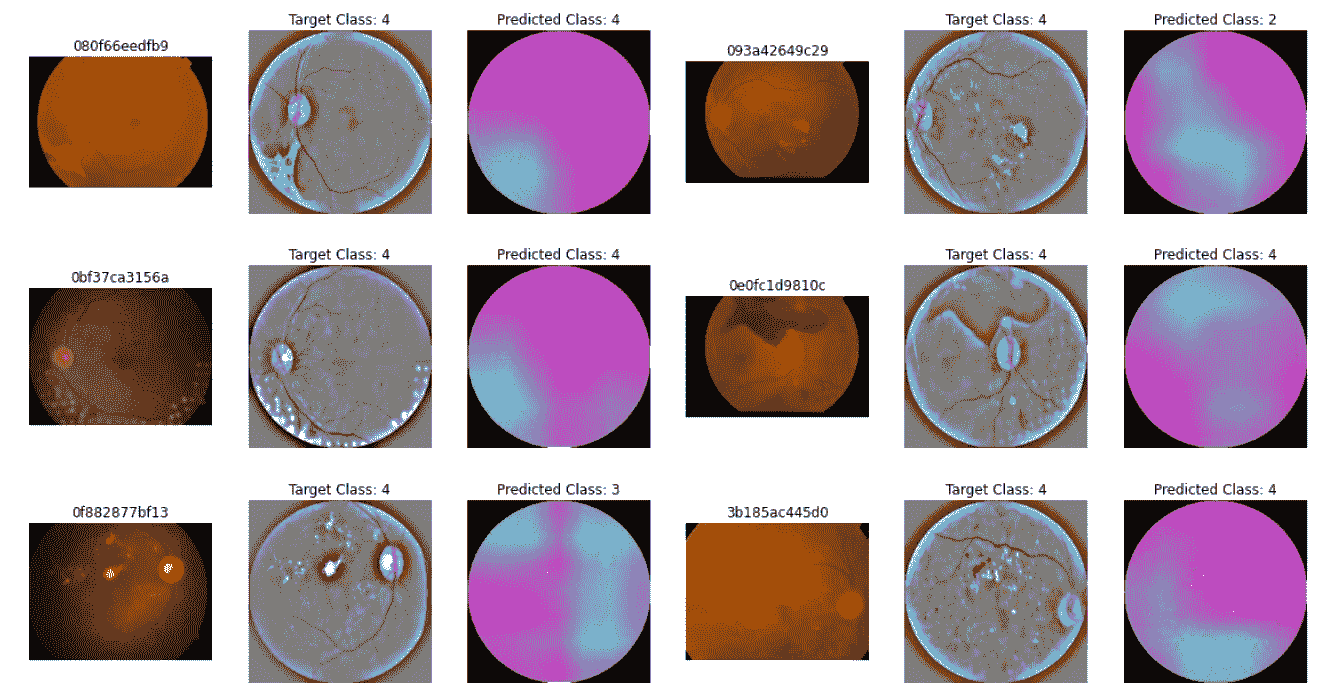 080f66eedfb9
Target Class: 4
Predicted Class: 4
093a42649c29
Target Class: 4
Predicted Class: 2
0bf37ca3156a
Target Class: 4
Predicted Class: 4
0e0fc1d9810c
Target Class: 4
Predicted Class: 4
0f882877bf13
Target Class: 4
Predicted Class: 3
3b185ac445d0
Target Class: 4
Predicted Class: 4